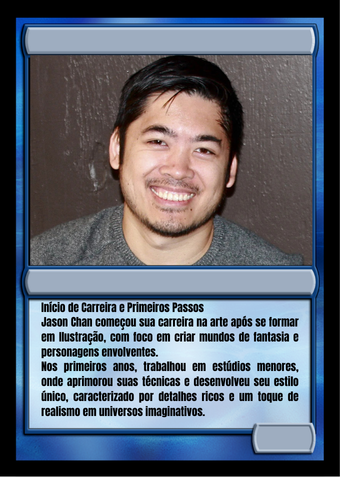 Início de Carreira e Primeiros Passos
Jason Chan começou sua carreira na arte após se formar
em Ilustração, com foco em criar mundos de fantasia e
personagens envolventes.
Nos primeiros anos, trabalhou em estúdios menores,
onde aprimorou suas técnicas e desenvolveu seu estilo
único, caracterizado por detalhes ricos e um toque de
realismo em universos imaginativos.